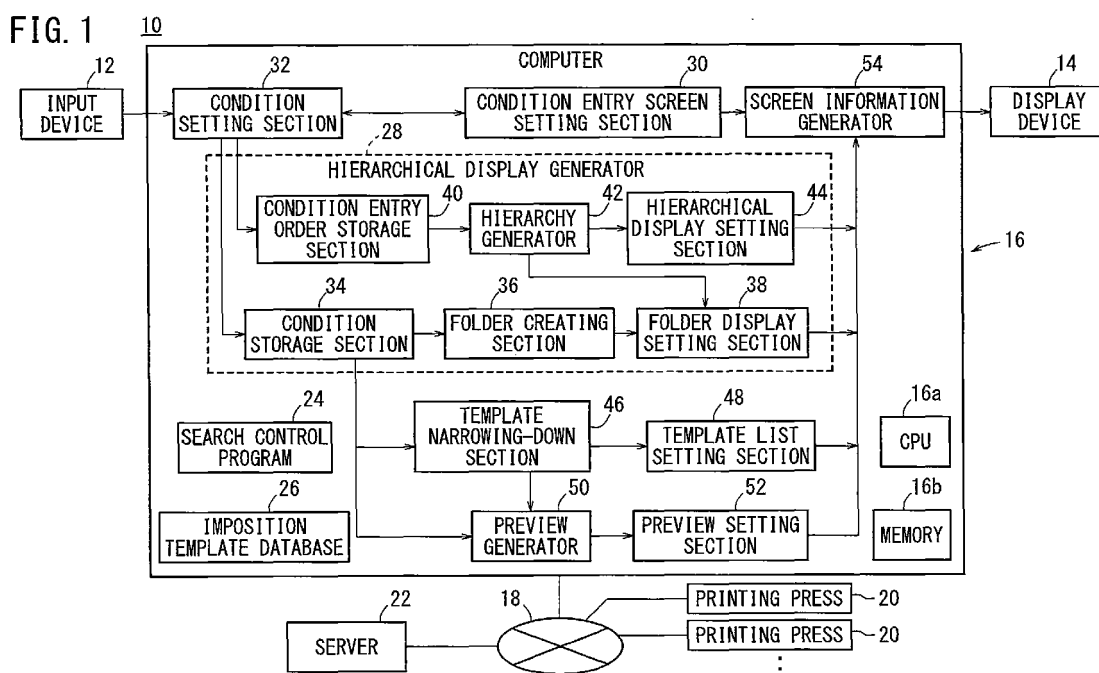 FIG. 1
10
COMPUTER
12
32
30
54
14
INPUT
DEVICE
CONDITION
SETTING SECTION
CONDITION ENTRY SCREEN
SETTING SECTION
SCREEN INFORMATION
GENERATOR
DISPLAY
DEVICE
28
HIERARCHICAL DISPLAY GENERATOR
40
42
44
CONDITION ENTRY
ORDER STORAGE
SECTION
HIERARCHY
GENERATOR
HIERARCHICAL
DISPLAY SETTING
SECTION
16
34
36
38
CONDITION
STORAGE SECTION
FOLDER CREATING
SECTION
FOLDER DISPLAY
SETTING SECTION
24
46
48
16a
SEARCH CONTROL
PROGRAM
TEMPLATE
NARROWING-DOWN
SECTION
TEMPLATE LIST
SETTING SECTION
CPU
26
50
52
16b
IMPOSITION
TEMPLATE DATABASE
PREVIEW
GENERATOR
PREVIEW SETTING
SECTION
MEMORY
22
18
PRINTING PRESS
20
SERVER
PRINTING PRESS
20